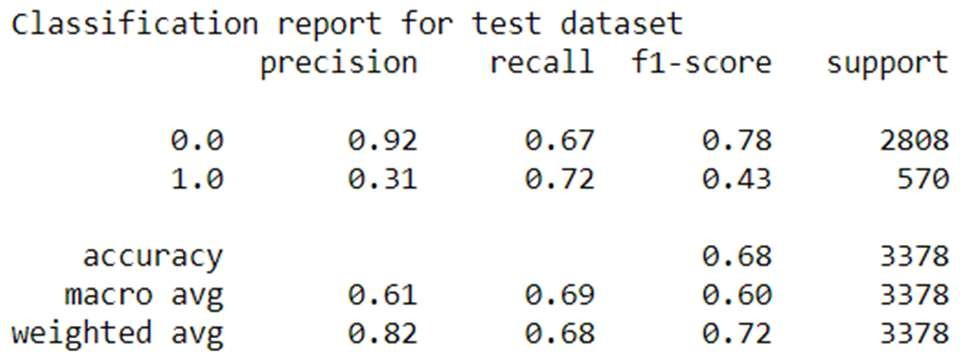 Classification report for test dataset
precision recall f1-score support
0.0 0.92 0.67 0.78 2808
1.0 0.31 0.72 0.43 570
accuracy 0.68 3378
macro avg 0.61 0.69 0.60 3378
weighted avg 0.82 0.68 0.72 3378